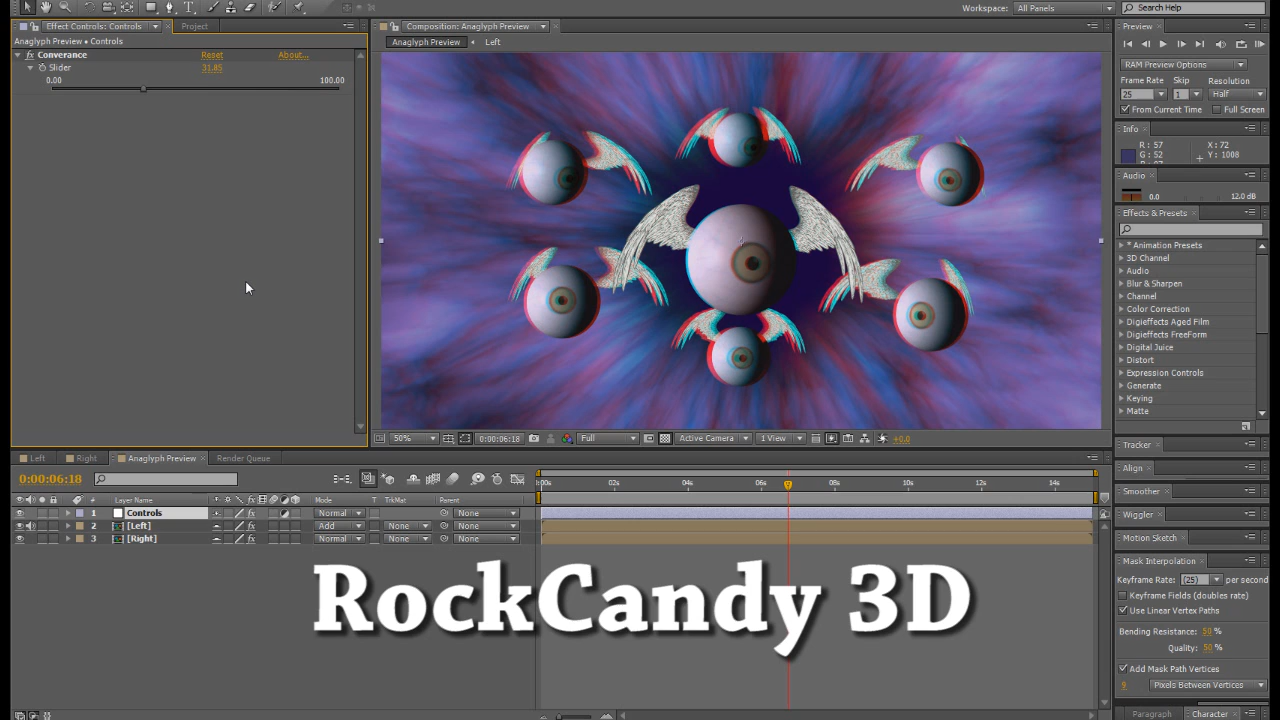 Workspace: All Panels Search Help
Effect Controls: Controls Project
Composition: Anaglyph Preview
Preview
Anaglyph Preview • Controls
Anaglyph Preview Left
Converance Reset About...
Slider 31.85
0.00 100.00
RAM Preview Options
Frame Rate Skip Resolution
25 1 Half
From Current Time Full Screen
Info
R : 57 X : 72
G : 52 Y : 1008
B : 107
Audio
0.0 12.0 dB
Effects & Presets
* Animation Presets
3D Channel
Audio
Blur & Sharpen
Channel
Color Correction
Digieffects Aged Film
Digieffects FreeForm
Digital Juice
Distort
Expression Controls
Generate
Keying
Matte
50% 0:00:06:18 Full Active Camera 1 View +0.0
Tracker
Align
Smoother
Wiggler
Motion Sketch
Mask Interpolation
Keyframe Rate: (25) per second
Keyframe Fields (doubles rate)
Use Linear Vertex Paths
Bending Resistance: 50 %
Quality: 50 %
Add Mask Path Vertices
9 Pixels Between Vertices
Paragraph Character
Left Right Anaglyph Preview Render Queue
0:00:06:18
:00s 02s 04s 06s 08s 10s 12s 14s
# Layer Name Mode T TrkMat Parent
1 Controls Normal None
2 [Left] Add None None
3 [Right] Normal None None
RockCandy 3D